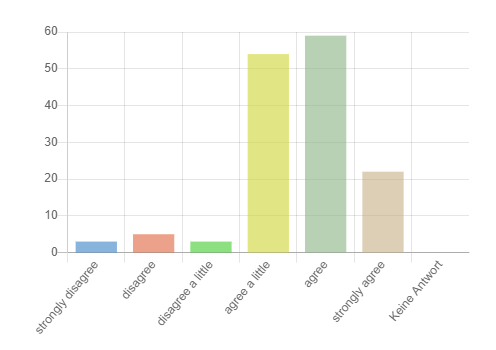 60
50
40
30
20
10
0
strongly disagree
disagree
disagree a little
agree a little
agree
strongly agree
Keine Antwort